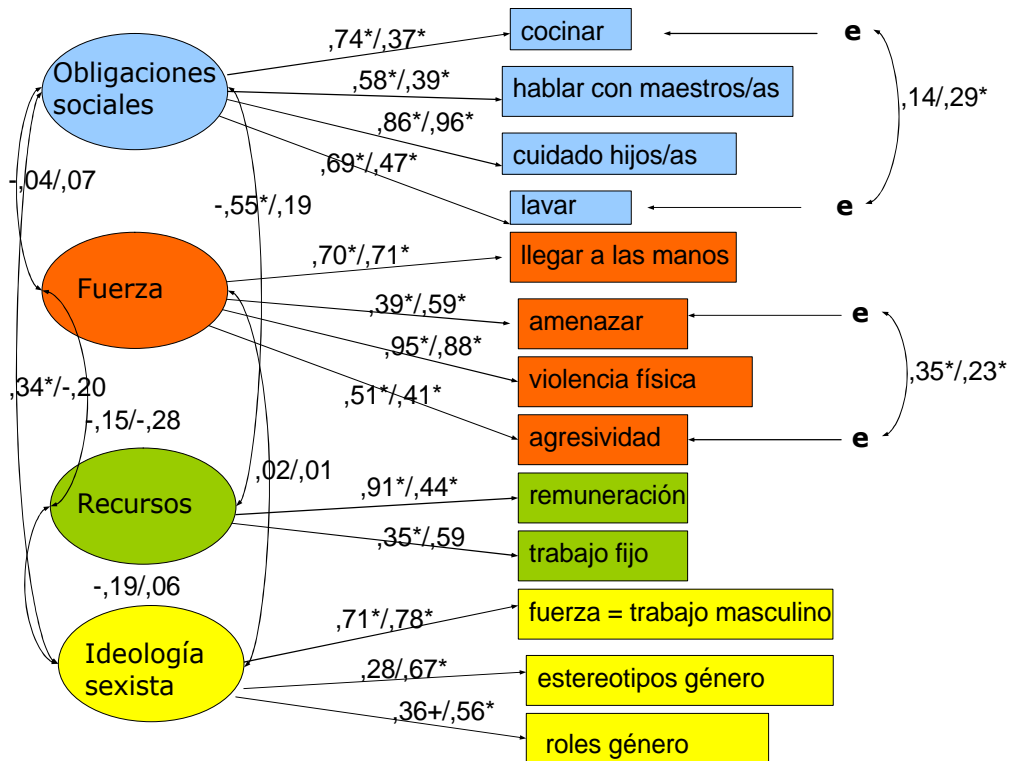 cocinar
e
,74*/,37*
Obligaciones
sociales
,58*/,39*
hablar con maestros/as
,14/,29*
,86*/,96*
cuidado hijos/as
,69*/,47*
-,04/,07
-,55*/,19
lavar
e
,70*/,71*
llegar a las manos
Fuerza
,39*/,59*
amenazar
e
,95*/,88*
violencia física
,35*/,23*
,34*/-,20
,51*/,41*
-,15/-,28
agresividad
e
,02/,01
Recursos
,91*/,44*
remuneración
,35*/,59
trabajo fijo
-,19/,06
,71*/,78*
fuerza = trabajo masculino
Ideología
sexista
,28/,67*
estereotipos género
,36+/,56*
roles género